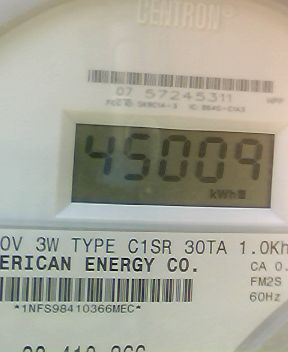 CENTRON®
07 57245311
45009
kWh
0V 3W TYPE C1SR 30TA 1.0Kh
ERICAN ENERGY CO.
CA 0.
FM2S
*1NFS98410366MEC*
60Hz